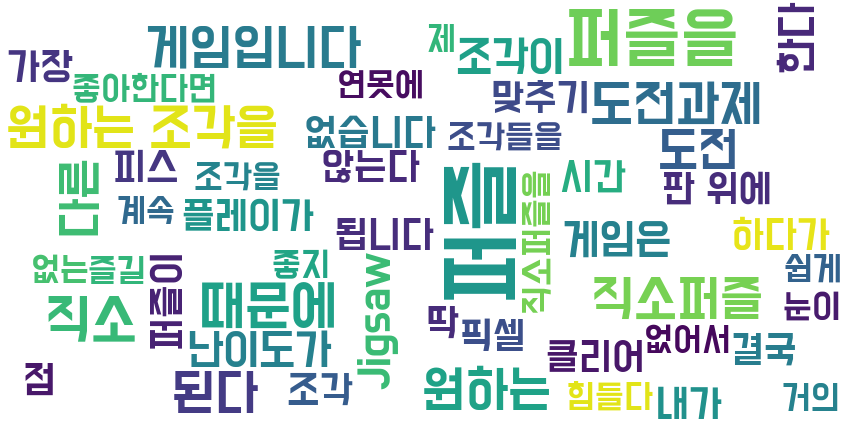 게임입니다
제
조각이
퍼즐을
한다
가장
좋아한다면
연못에
맞추기
도전과제
원하는 조각을
없습니다
조각들을
도전
다른
피스
조각을
않는다
퍼즐
직소퍼즐을
시간
판 위에
계속
플레이가
됩니다
게임은
하다가
없는즐길
퍼즐이
좋지
Jigsaw
쉽게
직소
때문에
직소퍼즐
눈이
딱
픽셀
난이도가
클리어
없어서
결국
점
된다
조각
원하는
힘들다
내가
거의